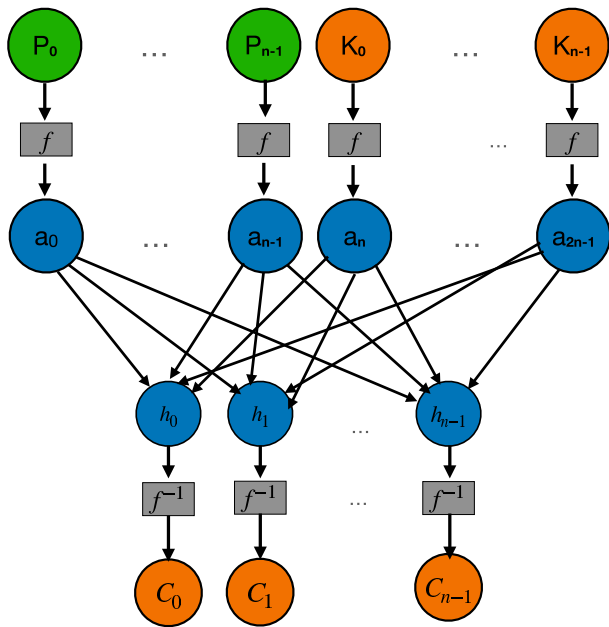 P₀ ... Pₙ₋₁ K₀ ... Kₙ₋₁
f f f ... f
a₀ ... aₙ₋₁ aₙ ... a₂ₙ₋₁
h₀ h₁ ... hₙ₋₁
f⁻¹ f⁻¹ ... f⁻¹
C₀ C₁ Cₙ₋₁